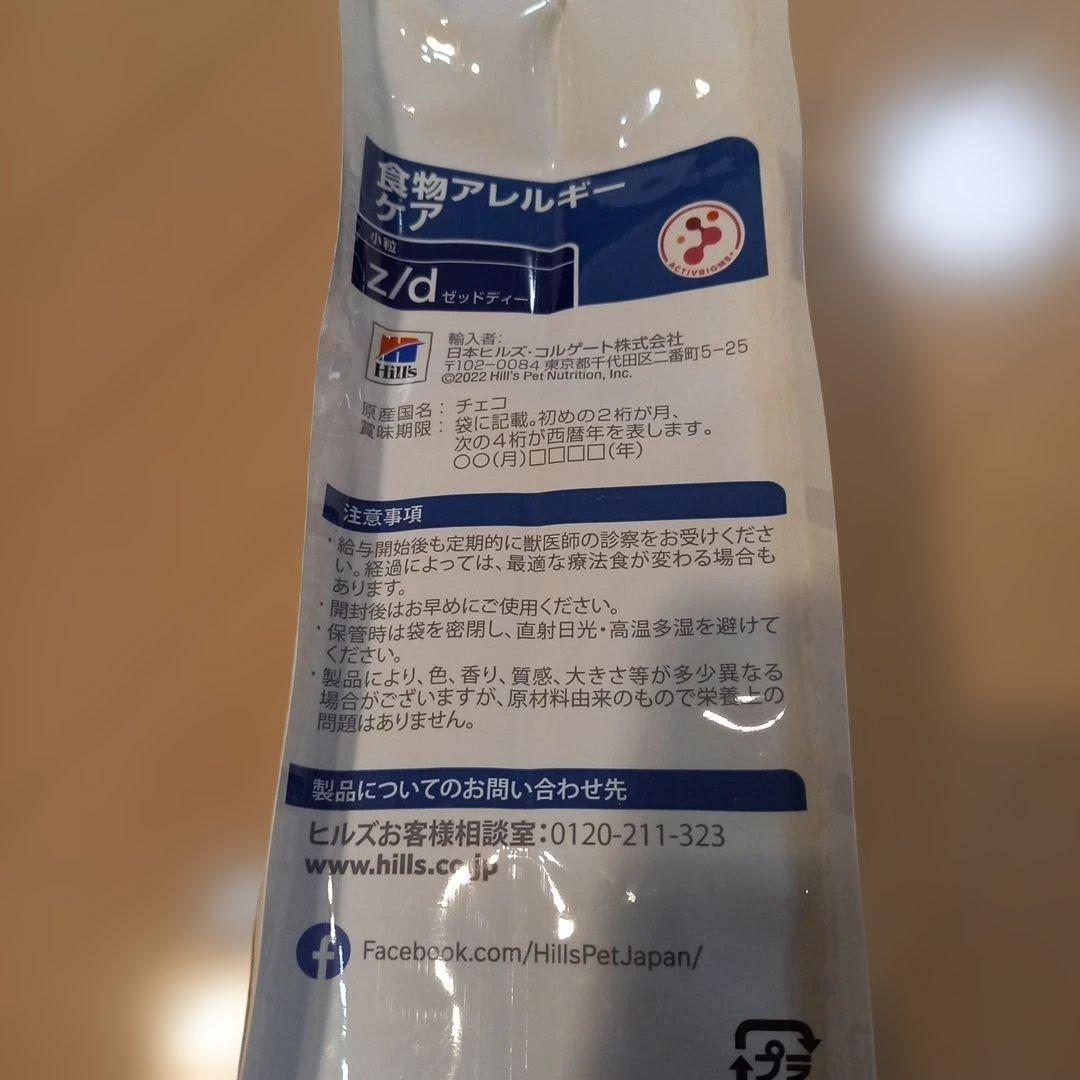 食物アレルギー
ケア
小粒
z/d ゼッドディー
ACTIVBIOME+
Hill's
輸入者:
日本ヒルズ・コルゲート株式会社
〒102-0084 東京都千代田区二番町5-25
©2022 Hill's Pet Nutrition, Inc.
原産国名： チェコ
賞味期限： 袋に記載。初めの2桁が月、
次の4桁が西暦年を表します。
○○(月)□□□□(年)
注意事項
・給与開始後も定期的に獣医師の診察をお受けくださ
い。経過によっては、最適な療法食が変わる場合も
あります。
・開封後はお早めにご使用ください。
・保管時は袋を密閉し、直射日光・高温多湿を避けて
ください。
・製品により、色、香り、質感、大きさ等が多少異なる
場合がございますが、原材料由来のもので栄養上の
問題はありません。
製品についてのお問い合わせ先
ヒルズお客様相談室：0120-211-323
www.hills.co.jp
f Facebook.com/HillsPetJapan/
プラ